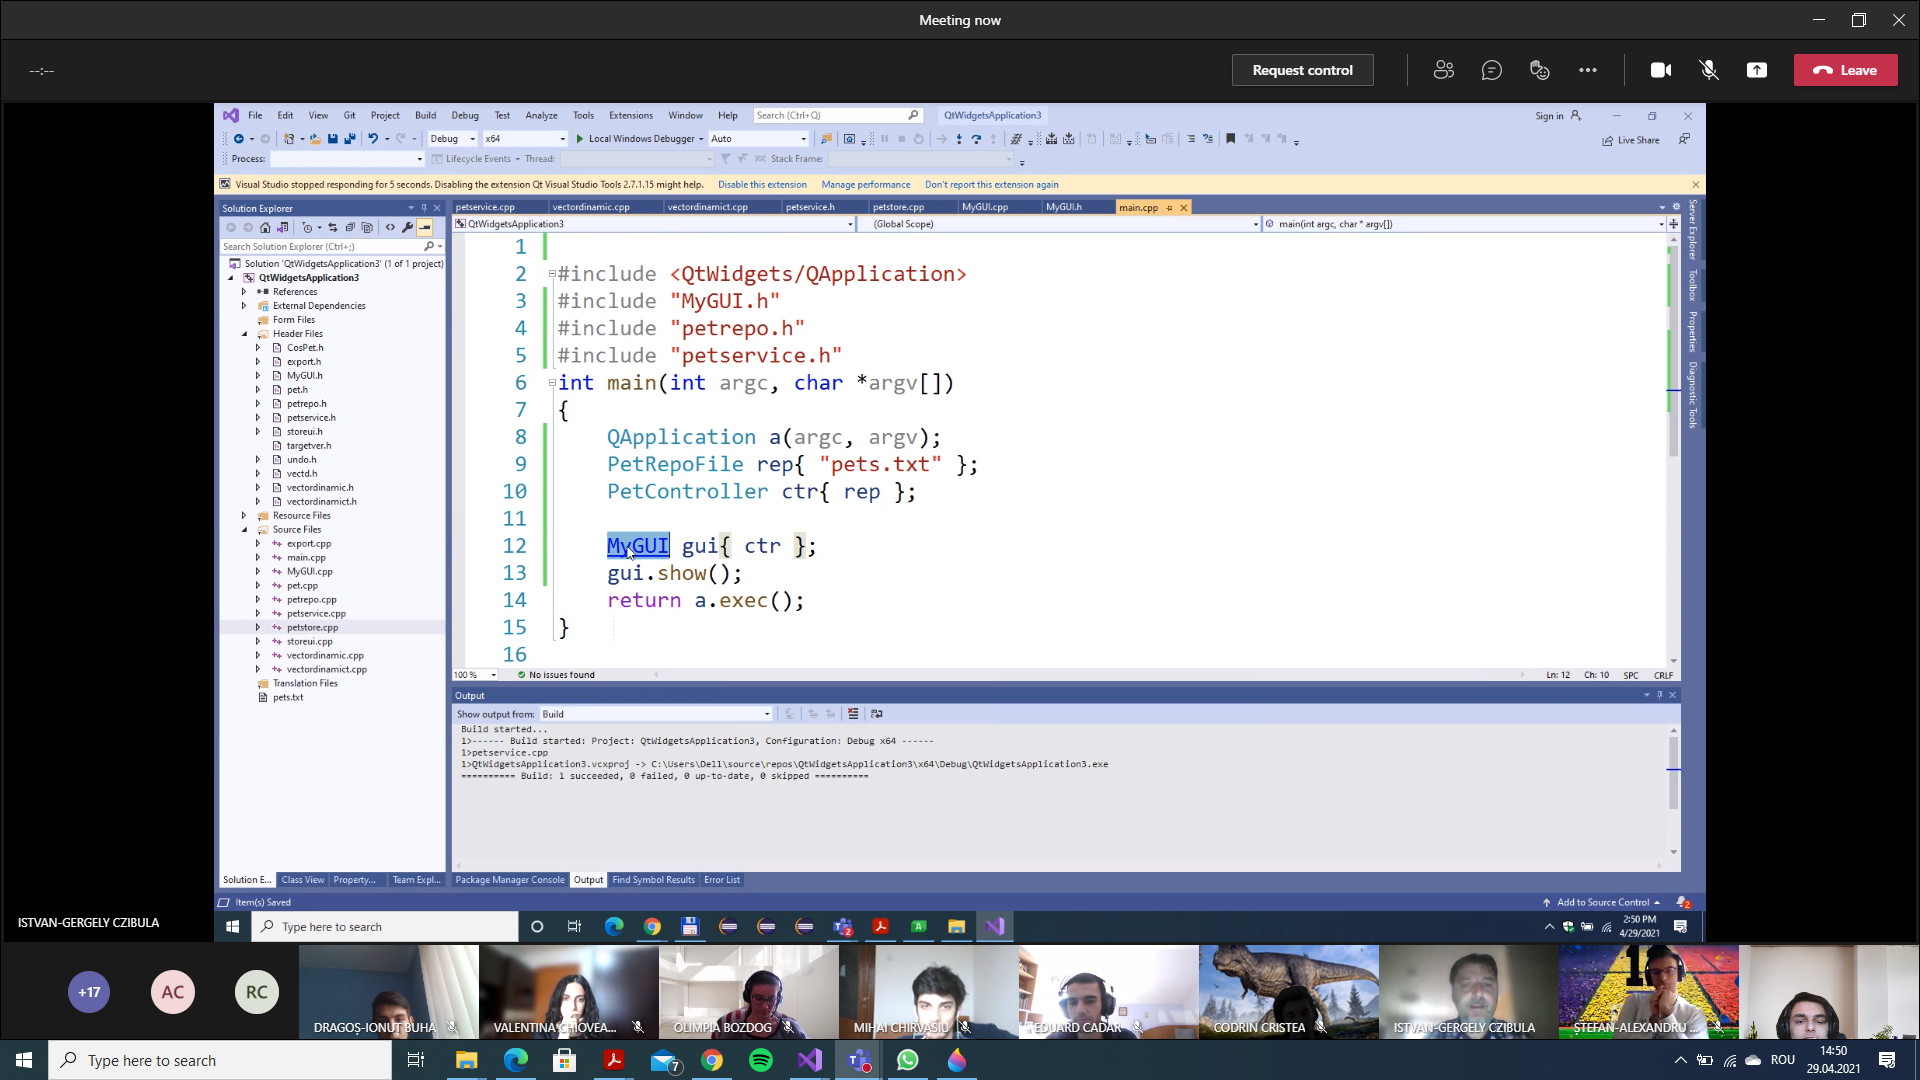 Meeting now
--:--
Request control
Leave
File Edit View Git Project Build Debug Test Analyze Tools Extensions Window Help Search (Ctrl+Q) QtWidgetsApplication3 Sign in
Debug x64 Local Windows Debugger Auto Live Share
Process: Lifecycle Events Thread: Stack Frame:
Visual Studio stopped responding for 5 seconds. Disabling the extension Qt Visual Studio Tools 2.7.1.15 might help. Disable this extension Manage performance Don't report this extension again
Solution Explorer
Search Solution Explorer (Ctrl+;)
Solution 'QtWidgetsApplication3' (1 of 1 project)
QtWidgetsApplication3
References
External Dependencies
Form Files
Header Files
CosPet.h
export.h
MyGUI.h
pet.h
petrepo.h
petservice.h
storeui.h
targetver.h
undo.h
vectd.h
vectordinamic.h
vectordinamict.h
Resource Files
Source Files
export.cpp
main.cpp
MyGUI.cpp
pet.cpp
petrepo.cpp
petservice.cpp
petstore.cpp
storeui.cpp
vectordinamic.cpp
vectordinamict.cpp
Translation Files
pets.txt
Solution E... Class View Property... Team Expl...
petservice.cpp vectordinamic.cpp vectordinamict.cpp petservice.h petstore.cpp MyGUI.cpp MyGUI.h main.cpp
QtWidgetsApplication3 (Global Scope) main(int argc, char * argv[])
1
2 #include <QtWidgets/QApplication>
3 #include "MyGUI.h"
4 #include "petrepo.h"
5 #include "petservice.h"
6 int main(int argc, char *argv[])
7 {
8 QApplication a(argc, argv);
9 PetRepoFile rep{ "pets.txt" };
10 PetController ctr{ rep };
11
12 MyGUI gui{ ctr };
13 gui.show();
14 return a.exec();
15 }
16
100 % No issues found Ln: 12 Ch: 10 SPC CRLF
Server Explorer
Toolbox
Properties
Diagnostic Tools
Output
Show output from: Build
Build started...
1>------ Build started: Project: QtWidgetsApplication3, Configuration: Debug x64 ------
1>petservice.cpp
1>QtWidgetsApplication3.vcxproj -> C:\Users\Dell\source\repos\QtWidgetsApplication3\x64\Debug\QtWidgetsApplication3.exe
========== Build: 1 succeeded, 0 failed, 0 up-to-date, 0 skipped ==========
Package Manager Console Output Find Symbol Results Error List
Item(s) Saved Add to Source Control 2
Type here to search
2:50 PM
4/29/2021
ISTVAN-GERGELY CZIBULA
+17 AC RC
DRAGOȘ-IONUT BUHA
VALENTINA CHIOVEA...
OLIMPIA BOZDOG
MIHAI CHIRVASIU
EDUARD CADAR
CODRIN CRISTEA
ISTVAN-GERGELY CZIBULA
ȘTEFAN-ALEXANDRU ...
Type here to search
7
ROU
14:50
29.04.2021